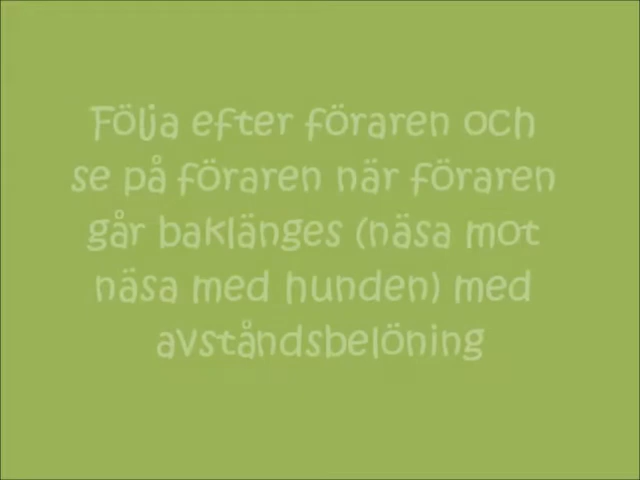 Följa efter föraren och
se på föraren när föraren
går baklänges (näsa mot
näsa med hunden) med
avståndsbelöning